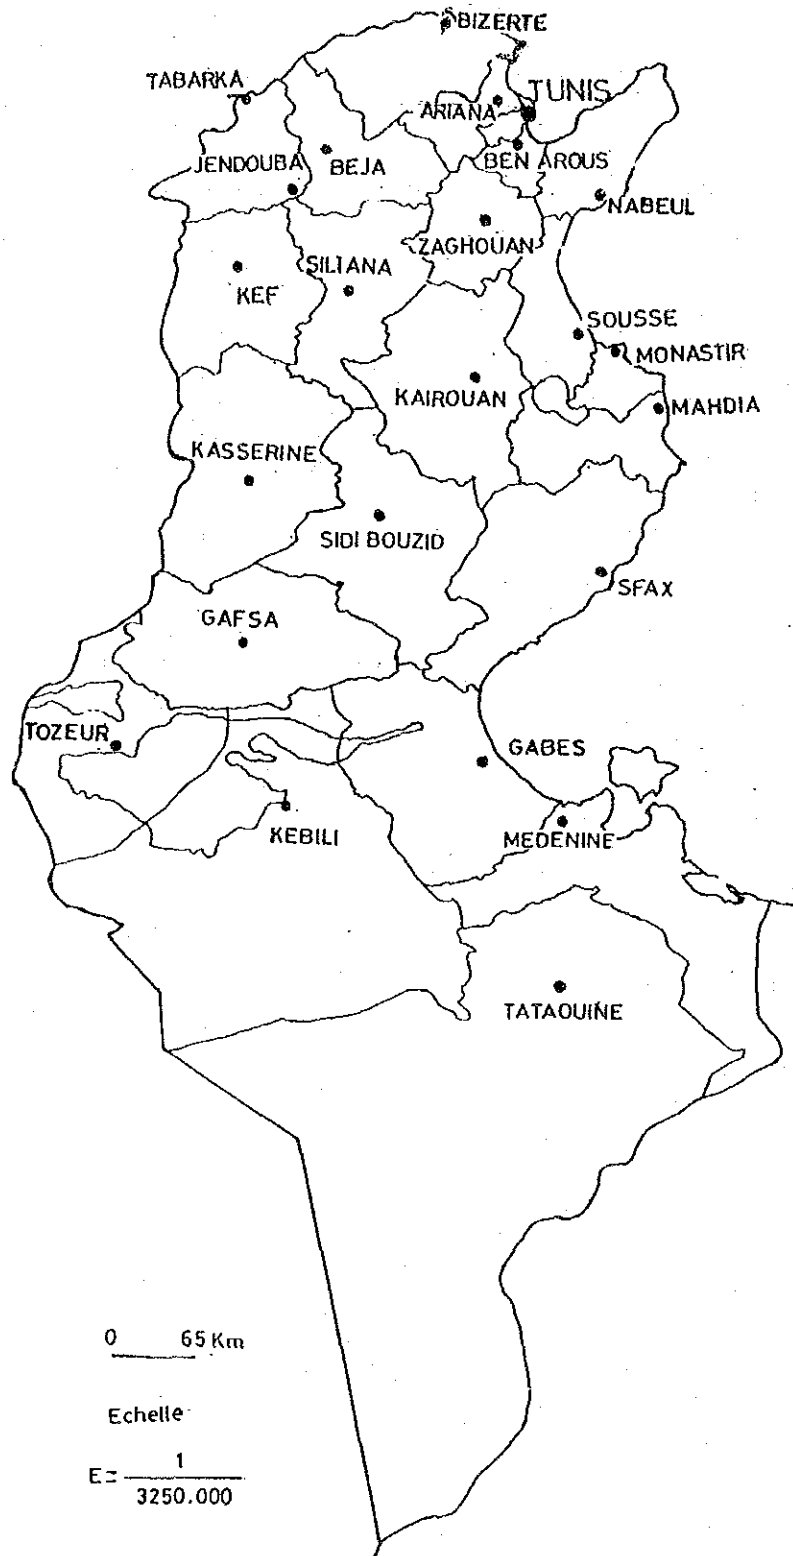 BIZERTE
TABARKA
ARIANA
TUNIS
JENDOUBA
BEJA
BEN AROUS
NABEUL
ZAGHOUAN
SILIANA
KEF
SOUSSE
MONASTIR
KAIROUAN
MAHDIA
KASSERINE
SIDI BOUZID
SFAX
GAFSA
TOZEUR
GABES
KEBILI
MEDENINE
TATAOUINE
0 65 Km
Echelle
E= 1
3250.000